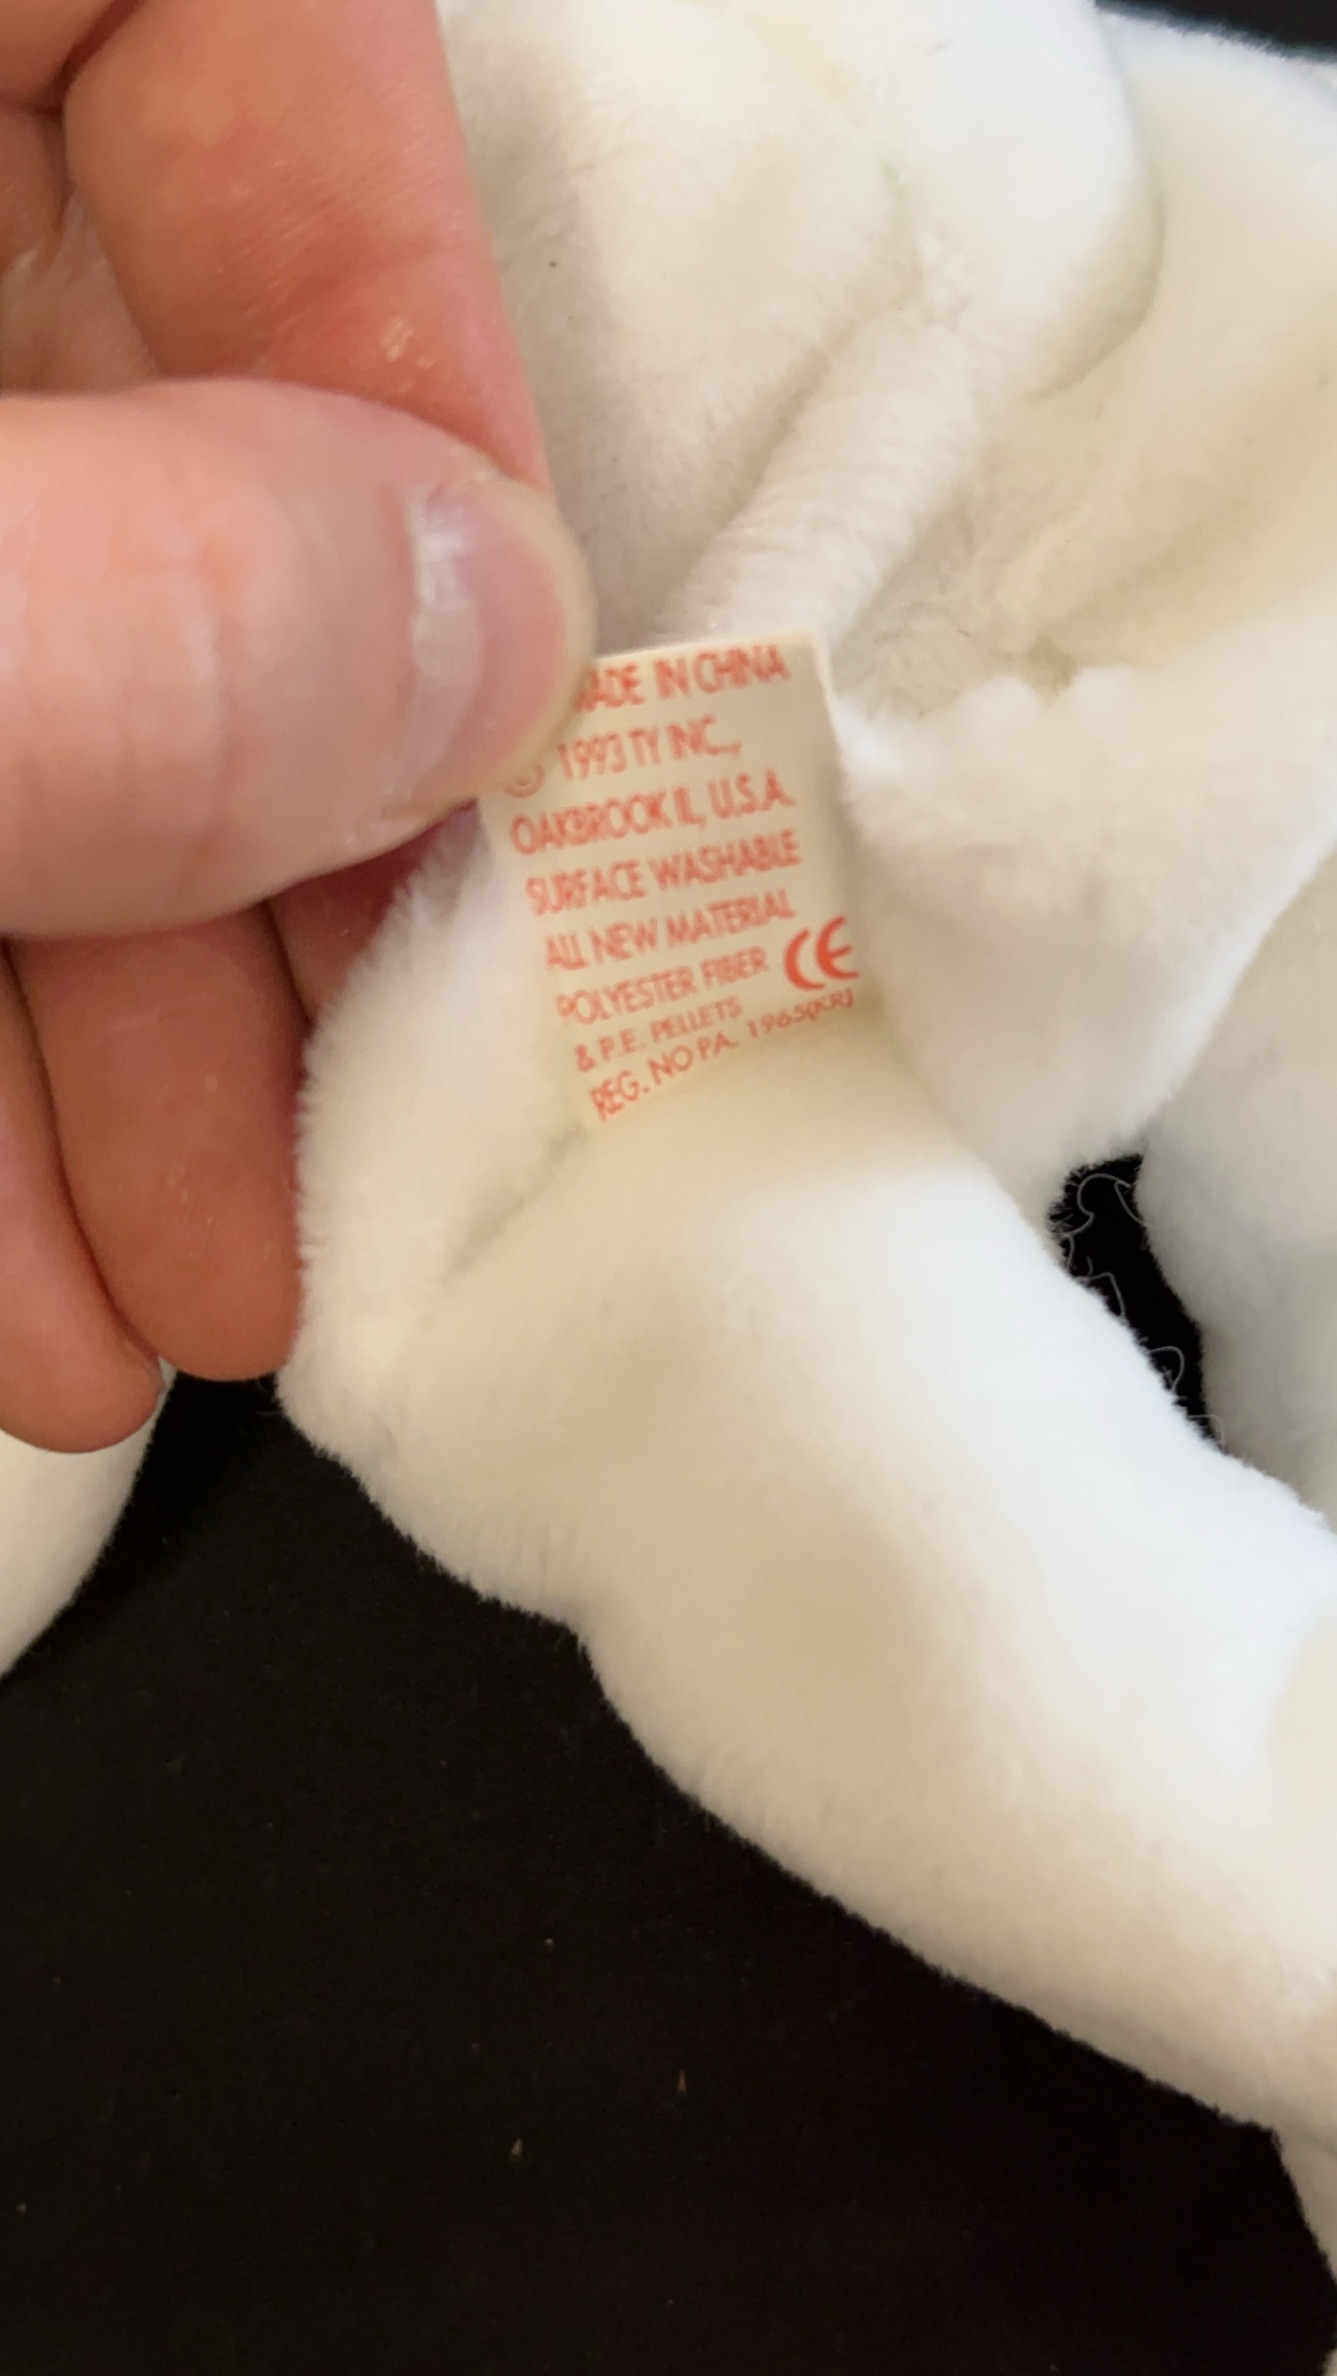 MADE IN CHINA
© 1993 TY INC.,
OAKBROOK IL, U.S.A.
SURFACE WASHABLE
ALL NEW MATERIAL
POLYESTER FIBER CE
& P.E. PELLETS
REG. NO PA. 1965(KR)